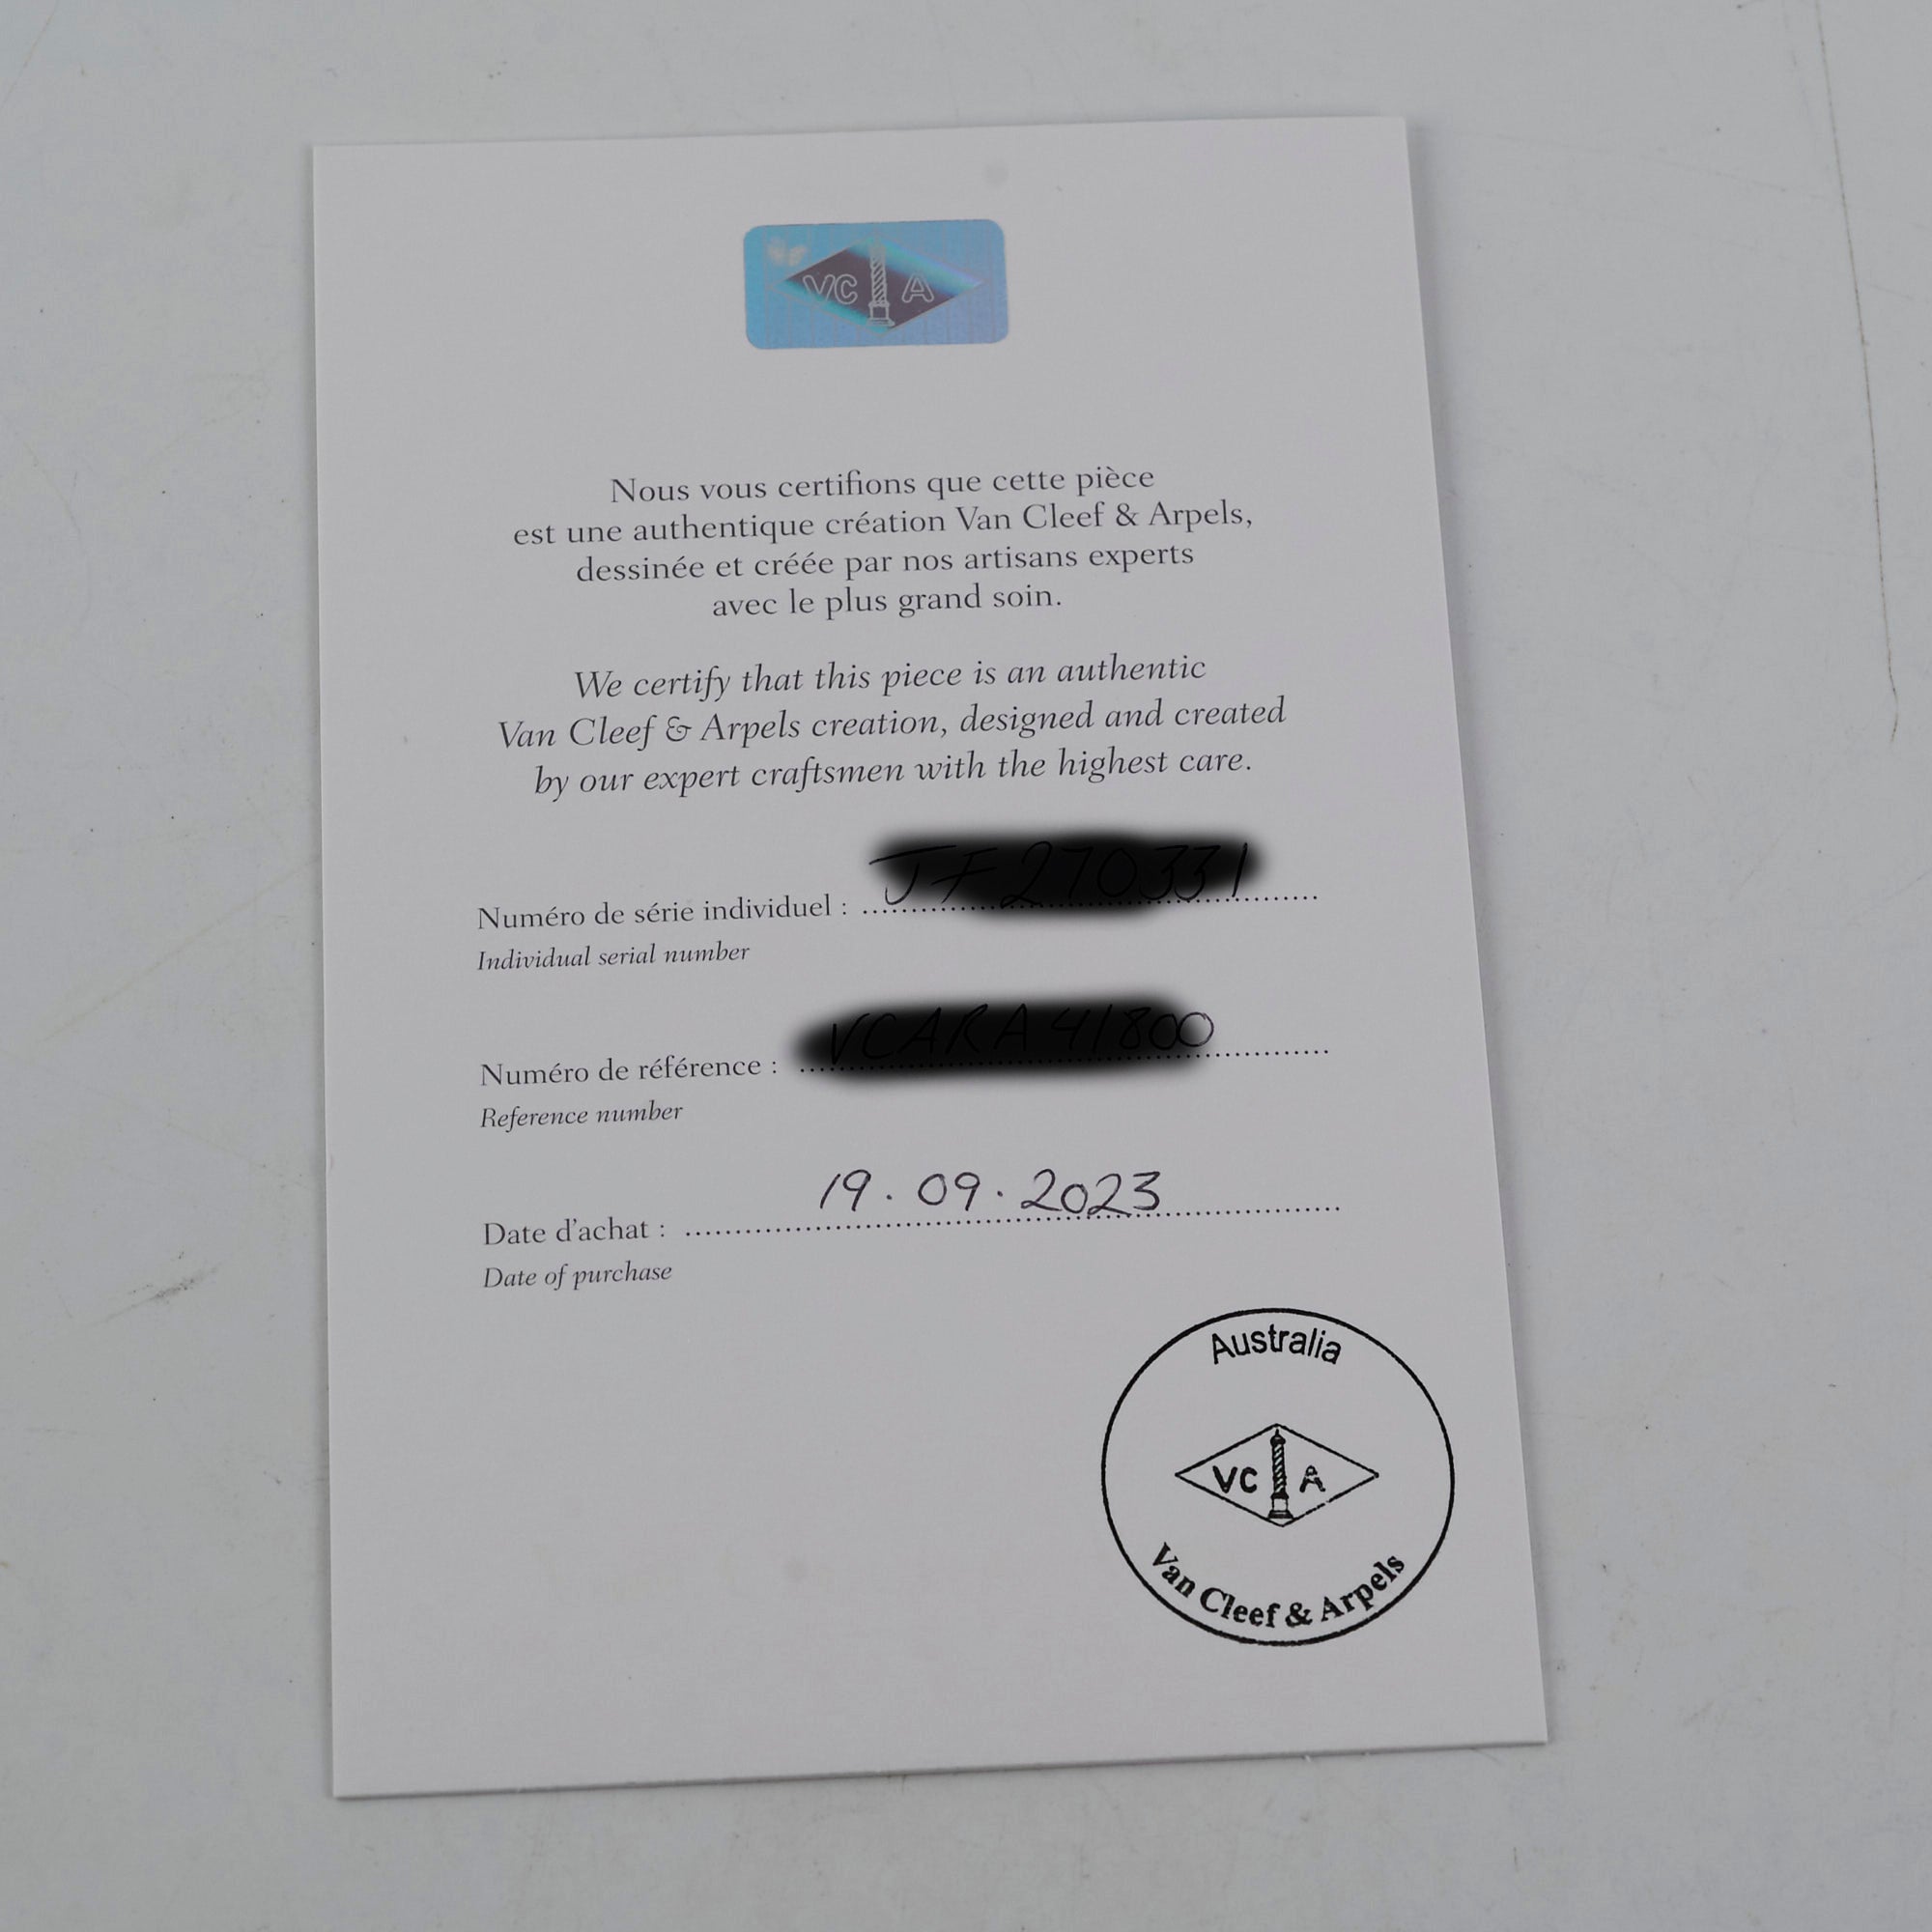 VC A
Nous vous certifions que cette pièce
est une authentique création Van Cleef & Arpels,
dessinée et créée par nos artisans experts
avec le plus grand soin.
We certify that this piece is an authentic
Van Cleef & Arpels creation, designed and created
by our expert craftsmen with the highest care.
Numéro de série individuel :
Individual serial number
Numéro de référence :
Reference number
19.09.2023
Date d'achat :
Date of purchase
Australia
VC A
Van Cleef & Arpels